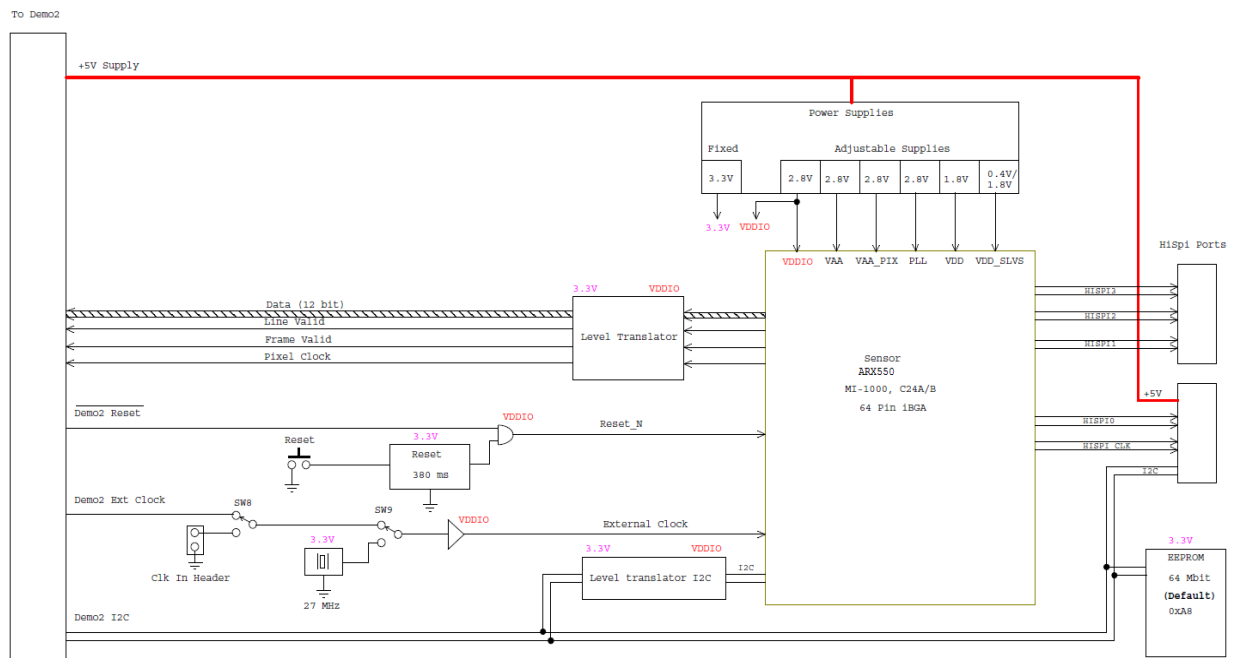 To Demo2
+5V Supply
Power Supplies
Fixed
Adjustable Supplies
3.3V
2.8V
2.8V
2.8V
2.8V
1.8V
0.4V/
1.8V
3.3V
VDDIO
VDDIO
VAA
VAA_PIX
PLL
VDD
VDD_SLVS
HiSpi Ports
3.3V
VDDIO
Data (12 bit)
Line Valid
Frame Valid
Pixel Clock
Level Translator
HISPI3
HISPI2
HISPI1
Sensor
ARX550
MI-1000, C24A/B
64 Pin iBGA
+5V
HISPI0
HISPI CLK
I2C
Demo2 Reset
VDDIO
Reset_N
Reset
3.3V
Reset
380 ms
Demo2 Ext Clock
SW8
SW9
VDDIO
External Clock
Clk In Header
3.3V
27 MHz
3.3V
VDDIO
Level translator I2C
I2C
3.3V
EEPROM
64 Mbit
(Default)
0xA8
Demo2 I2C